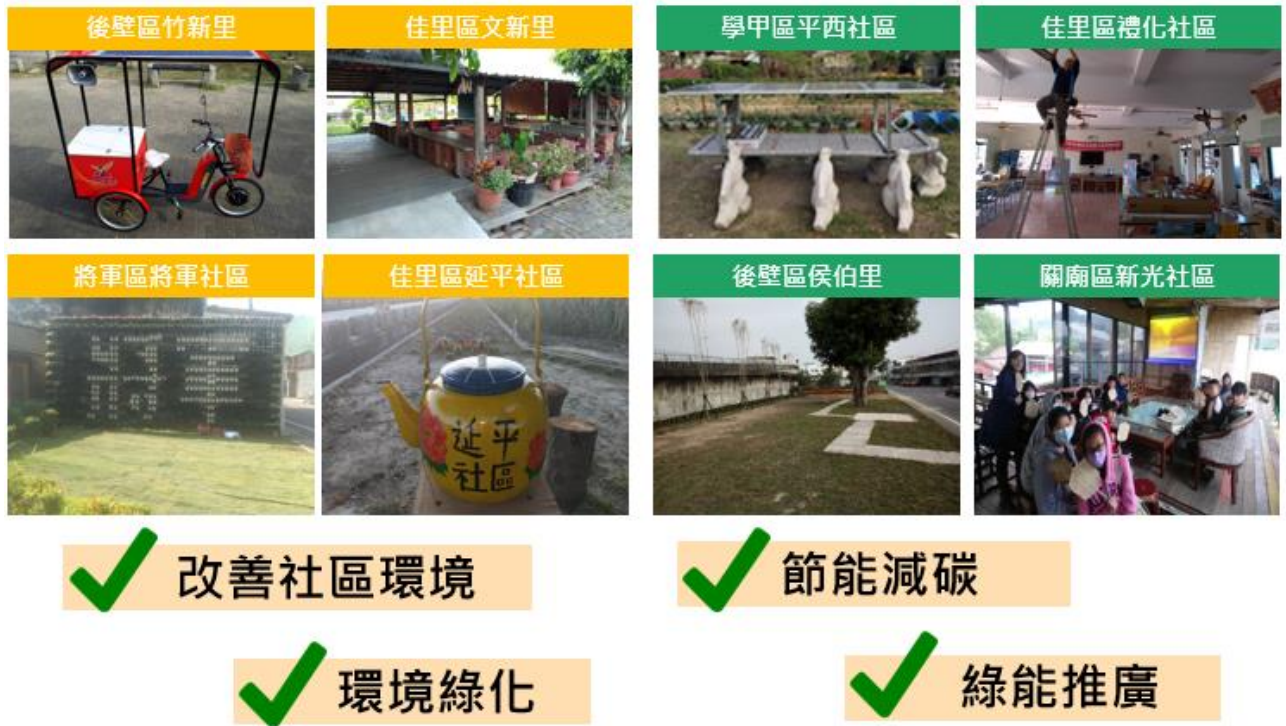 後壁區竹新里
佳里區文新里
學甲區平西社區
佳里區禮化社區
將軍區將軍社區
佳里區延平社區
後壁區侯伯里
關廟區新光社區
將軍
延平
社區
改善社區環境
節能減碳
環境綠化
綠能推廣